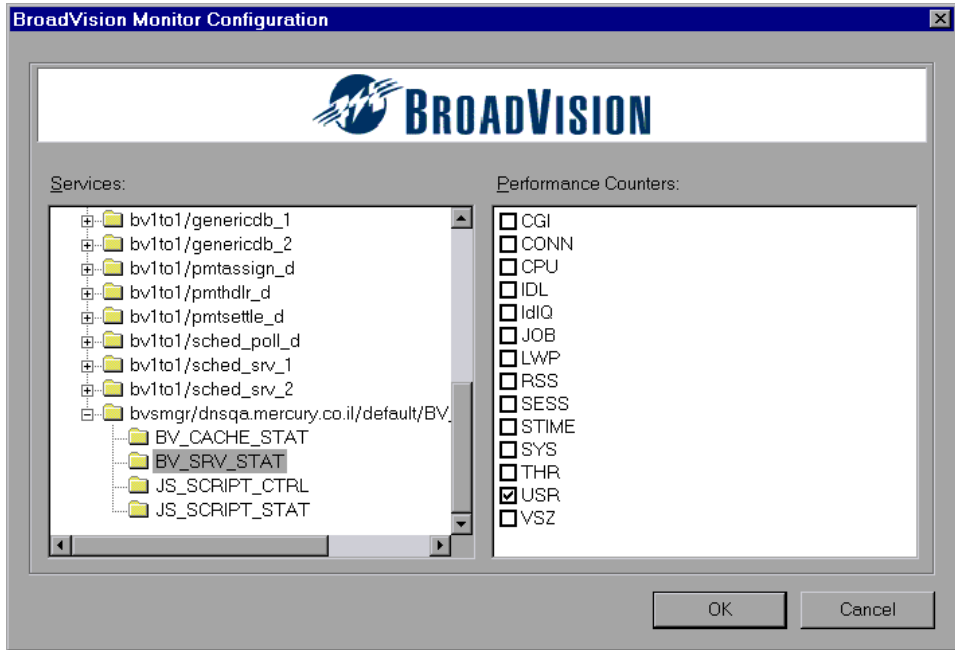 BroadVision Monitor Configuration
BROADVISION
Services:
bv1to1/genericdb_1
bv1to1/genericdb_2
bv1to1/pmtassign_d
bv1to1/pmthdlr_d
bv1to1/pmtsettle_d
bv1to1/sched_poll_d
bv1to1/sched_srv_1
bv1to1/sched_srv_2
bvsmgr/dnsqa.mercury.co.il/default/BV_
BV_CACHE_STAT
BV_SRV_STAT
JS_SCRIPT_CTRL
JS_SCRIPT_STAT
Performance Counters:
CGI
CONN
CPU
IDL
IdlQ
JOB
LWP
RSS
SESS
STIME
SYS
THR
USR
VSZ
OK
Cancel